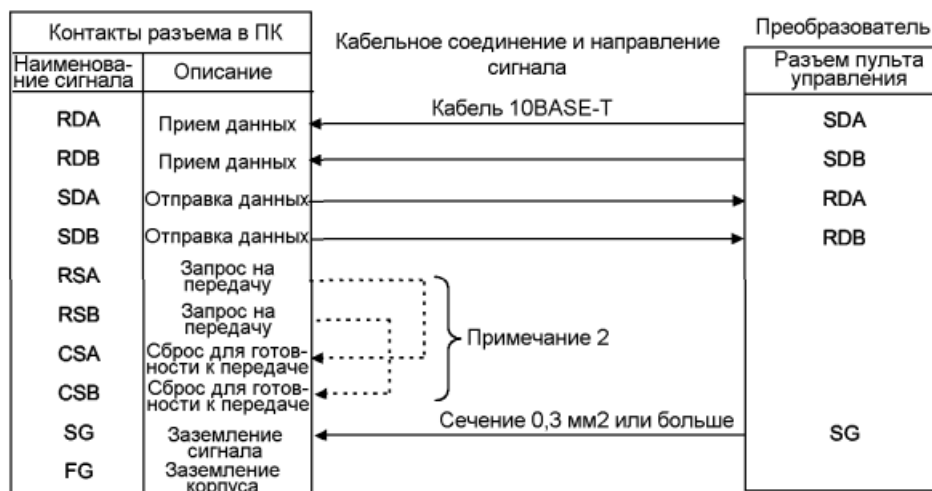 Контакты разъема в ПК
Кабельное соединение и направление
сигнала
Преобразователь
Наименова-
ние сигнала
Описание
Разъем пульта
управления
RDA
Прием данных
Кабель 10BASE-T
SDA
RDB
Прием данных
SDB
SDA
Отправка данных
RDA
SDB
Отправка данных
RDB
RSA
Запрос на
передачу
RSB
Запрос на
передачу
Примечание 2
CSA
Сброс для готов-
ности к передаче
CSB
Сброс для готов-
ности к передаче
SG
Заземление
сигнала
Сечение 0,3 мм2 или больше
SG
FG
Заземление
корпуса